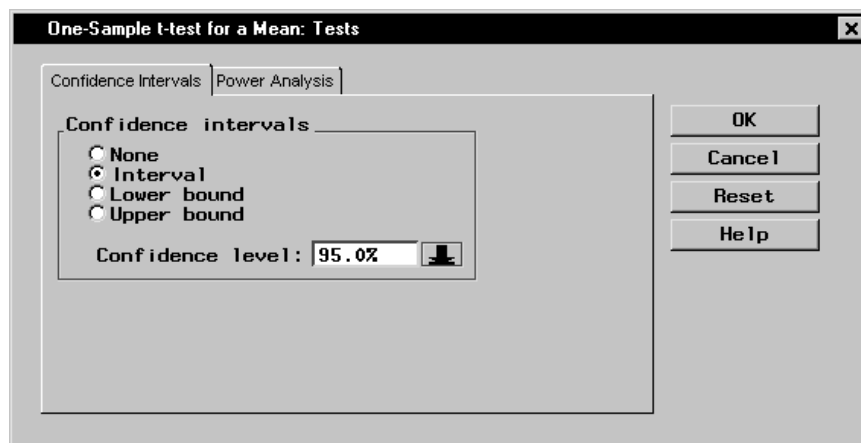 One-Sample t-test for a Mean: Tests
Confidence Intervals
Power Analysis
Confidence intervals
None
Interval
Lower bound
Upper bound
Confidence level: 95.0%
OK
Cancel
Reset
Help